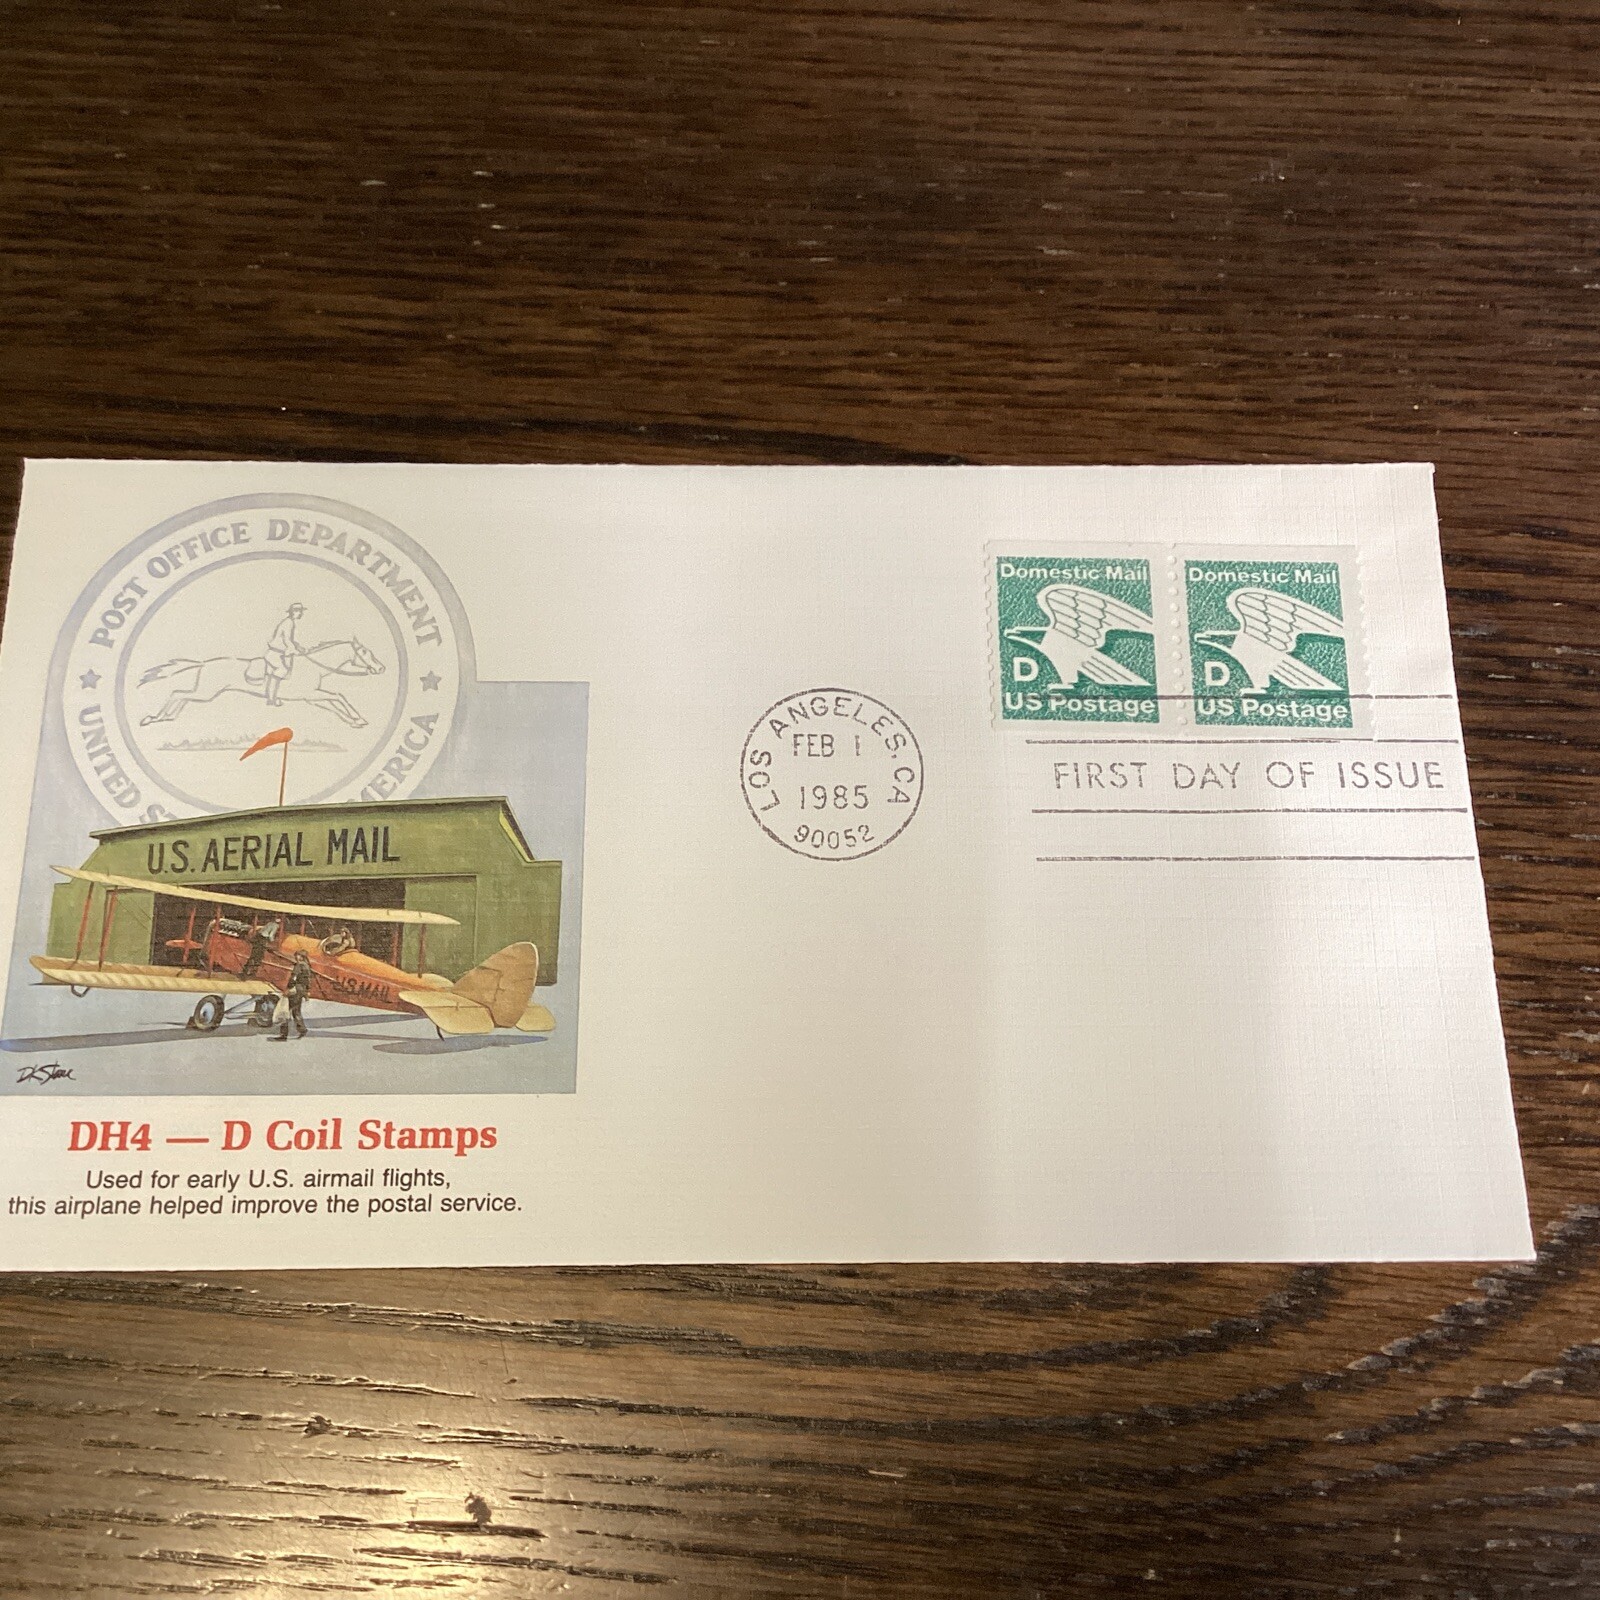 POST OFFICE DEPARTMENT
UNITED ST MERICA
U.S. AERIAL MAIL
U.S. MAIL
DH4 — D Coil Stamps
Used for early U.S. airmail flights,
this airplane helped improve the postal service.
LOS ANGELES, CA
FEB 1
1985
90052
Domestic Mail
D
US Postage
Domestic Mail
D
US Postage
FIRST DAY OF ISSUE